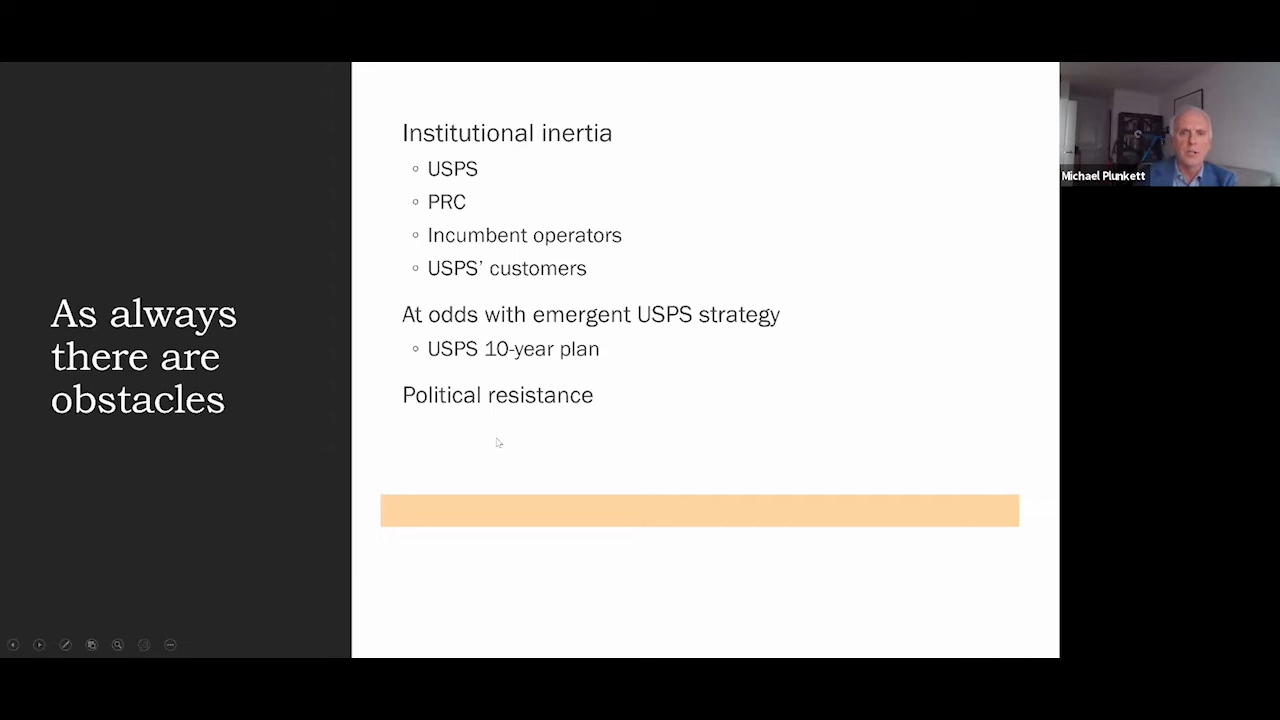 As always
there are
obstacles
Institutional inertia
USPS
PRC
Incumbent operators
USPS’ customers
At odds with emergent USPS strategy
USPS 10-year plan
Political resistance
Michael Plunkett